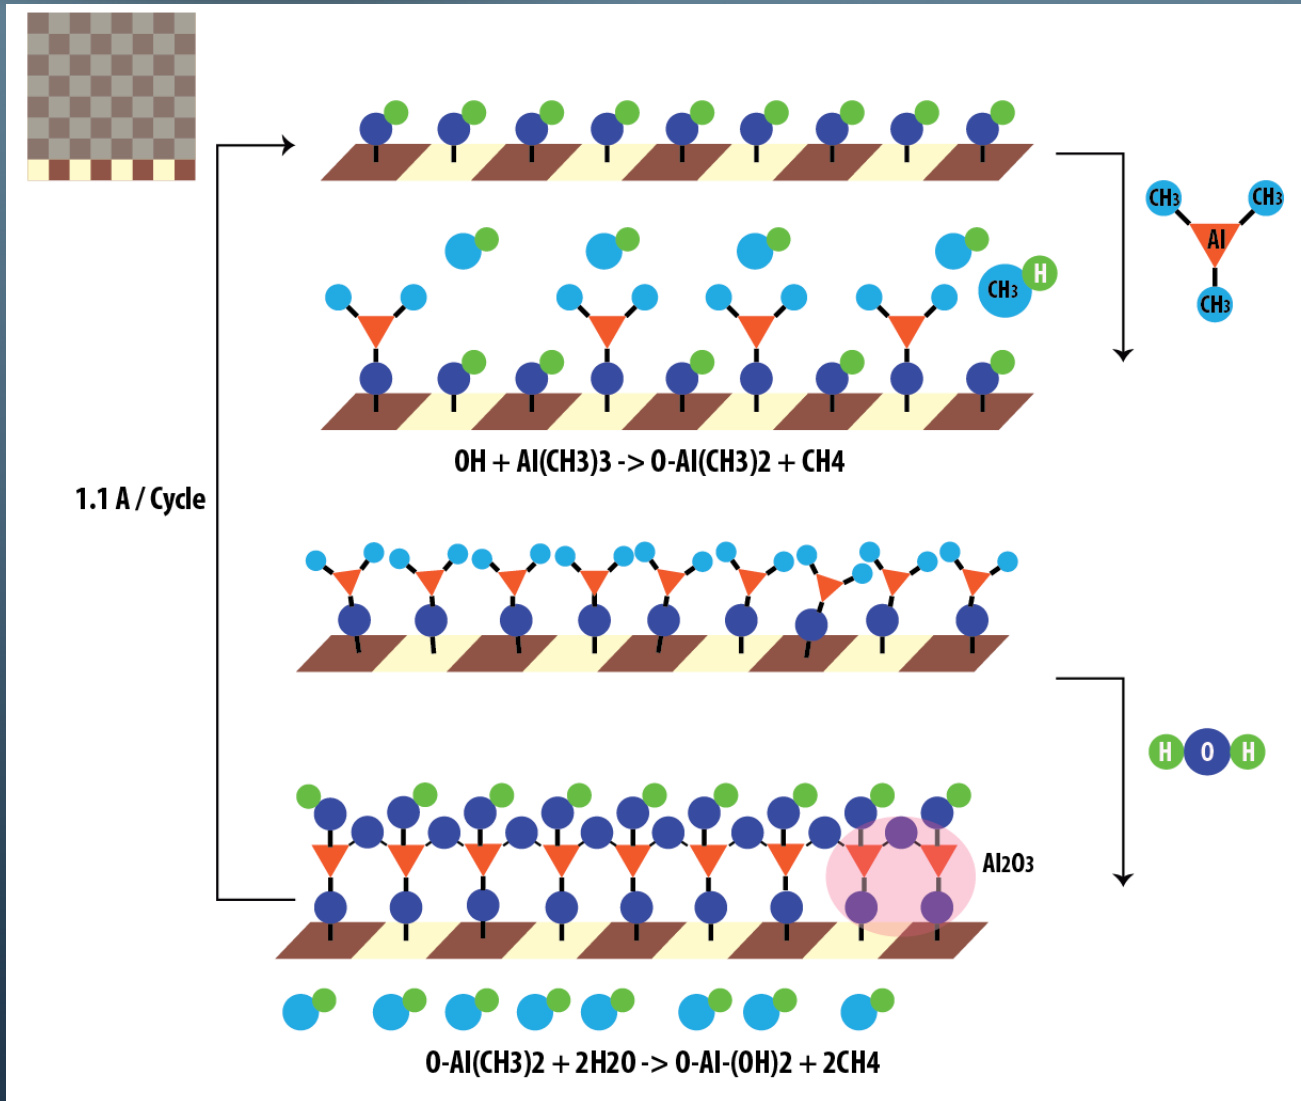 CH3
CH3
Al
CH3
CH3
H
OH + Al(CH3)3 -> O-Al(CH3)2 + CH4
1.1 A / Cycle
H O H
Al2O3
O-Al(CH3)2 + 2H2O -> O-Al-(OH)2 + 2CH4